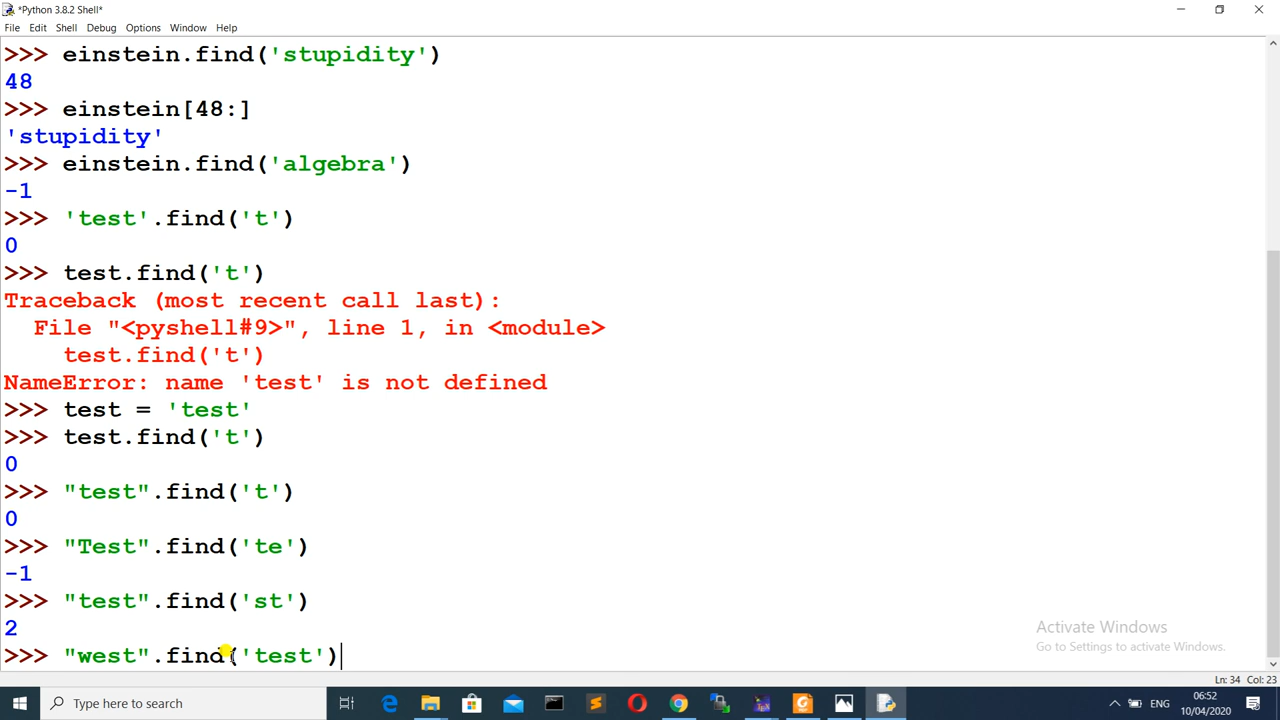 *Python 3.8.2 Shell*
File Edit Shell Debug Options Window Help
>>> einstein.find('stupidity')
48
>>> einstein[48:]
'stupidity'
>>> einstein.find('algebra')
-1
>>> 'test'.find('t')
0
>>> test.find('t')
Traceback (most recent call last):
  File "<pyshell#9>", line 1, in <module>
    test.find('t')
NameError: name 'test' is not defined
>>> test = 'test'
>>> test.find('t')
0
>>> "test".find('t')
0
>>> "Test".find('te')
-1
>>> "test".find('st')
2
>>> "west".find('test')
Activate Windows
Go to Settings to activate Windows.
Ln: 34 Col: 23
Type here to search
ENG
06:52
10/04/2020